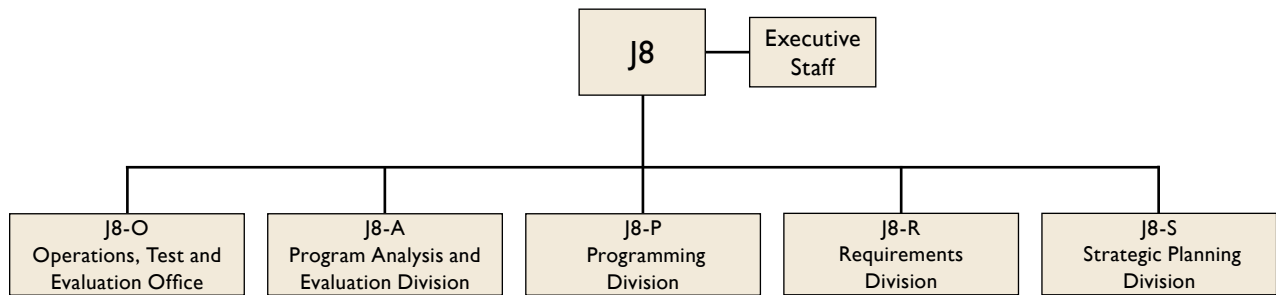 J8
Executive
Staff
J8-O
Operations, Test and
Evaluation Office
J8-A
Program Analysis and
Evaluation Division
J8-P
Programming
Division
J8-R
Requirements
Division
J8-S
Strategic Planning
Division